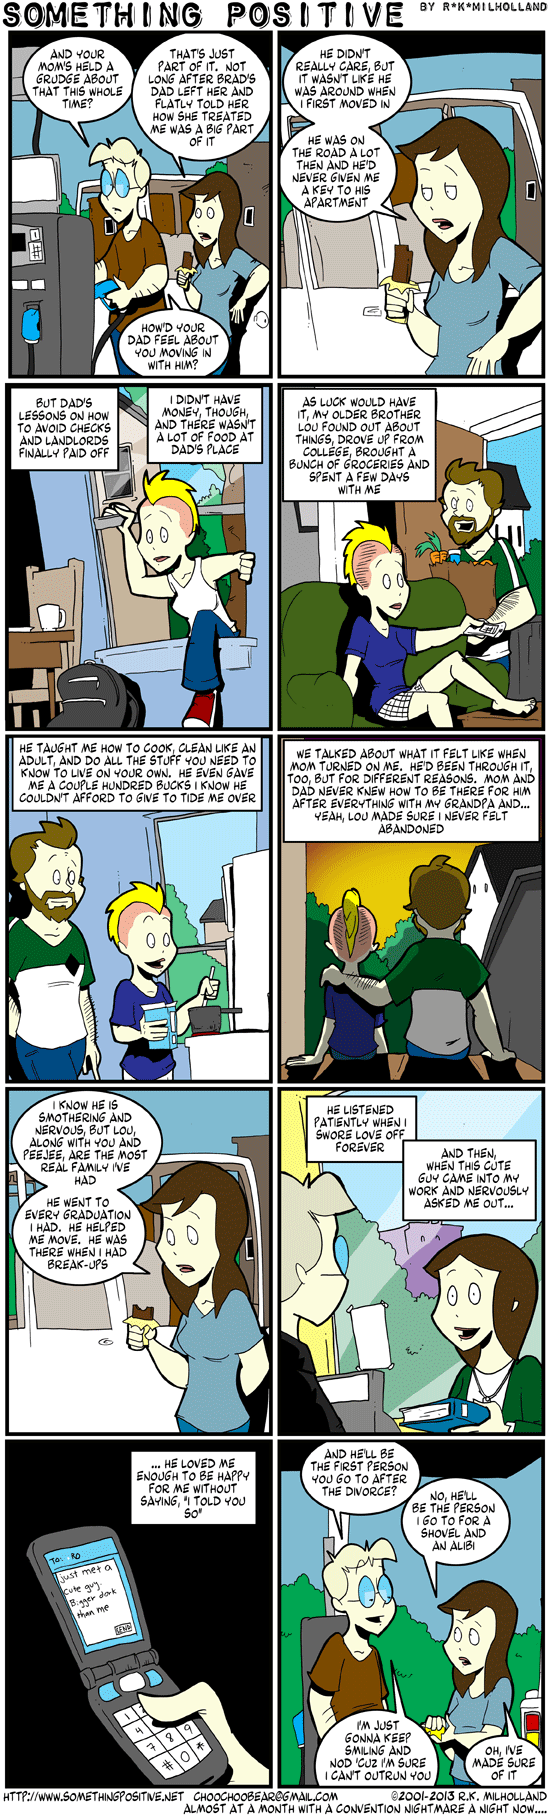 SOMETHING POSITIVE
BY R*K*MILHOLLAND
AND YOUR
MOM'S HELD A
GRUDGE ABOUT
THAT THIS WHOLE
TIME?
THAT'S JUST
PART OF IT. NOT
LONG AFTER BRAD'S
DAD LEFT HER AND
FLATLY TOLD HER
HOW SHE TREATED
ME WAS A BIG PART
OF IT
HOW'D YOUR
DAD FEEL ABOUT
YOU MOVING IN
WITH HIM?
HE DIDN'T
REALLY CARE, BUT
IT WASN'T LIKE HE
WAS AROUND WHEN
I FIRST MOVED IN
HE WAS ON
THE ROAD A LOT
THEN AND HE'D
NEVER GIVEN ME
A KEY TO HIS
APARTMENT
BUT DAD'S
LESSONS ON HOW
TO AVOID CHECKS
AND LANDLORDS
FINALLY PAID OFF
I DIDN'T HAVE
MONEY, THOUGH,
AND THERE WASN'T
A LOT OF FOOD AT
DAD'S PLACE
AS LUCK WOULD HAVE
IT, MY OLDER BROTHER
LOU FOUND OUT ABOUT
THINGS, DROVE UP FROM
COLLEGE, BROUGHT A
BUNCH OF GROCERIES AND
SPENT A FEW DAYS
WITH ME
HE TAUGHT ME HOW TO COOK, CLEAN LIKE AN
ADULT, AND DO ALL THE STUFF YOU NEED TO
KNOW TO LIVE ON YOUR OWN. HE EVEN GAVE
ME A COUPLE HUNDRED BUCKS I KNOW HE
COULDN'T AFFORD TO GIVE TO TIDE ME OVER
WE TALKED ABOUT WHAT IT FELT LIKE WHEN
MOM TURNED ON ME. HE'D BEEN THROUGH IT,
TOO, BUT FOR DIFFERENT REASONS. MOM AND
DAD NEVER KNEW HOW TO BE THERE FOR HIM
AFTER EVERYTHING WITH MY GRANDPA AND...
YEAH, LOU MADE SURE I NEVER FELT
ABANDONED
I KNOW HE IS
SMOTHERING AND
NERVOUS, BUT LOU,
ALONG WITH YOU AND
PEEJEE, ARE THE MOST
REAL FAMILY I'VE
HAD
HE WENT TO
EVERY GRADUATION
I HAD. HE HELPED
ME MOVE. HE WAS
THERE WHEN I HAD
BREAK-UPS
HE LISTENED
PATIENTLY WHEN I
SWORE LOVE OFF
FOREVER
AND THEN,
WHEN THIS CUTE
GUY CAME INTO MY
WORK AND NERVOUSLY
ASKED ME OUT...
... HE LOVED ME
ENOUGH TO BE HAPPY
FOR ME WITHOUT
SAYING, "I TOLD YOU
SO"
TO:
RO
just met a
cute guy.
Bigger dork
than me
SEND
1 2 3
4 5 6
7 8 9
* 0 #
AND HE'LL BE
THE FIRST PERSON
YOU GO TO AFTER
THE DIVORCE?
NO, HE'LL
BE THE PERSON
I GO TO FOR A
SHOVEL AND
AN ALIBI
I'M JUST
GONNA KEEP
SMILING AND
NOD 'CUZ I'M SURE
I CAN'T OUTRUN YOU
OH, I'VE
MADE SURE
OF IT
HTTP://WWW.SOMETHINGPOSITIVE.NET CHOOCHOOBEAR@GMAIL.COM ©2001-2013 R.K. MILHOLLAND
ALMOST AT A MONTH WITH A CONVENTION NIGHTMARE A NIGHT NOW....